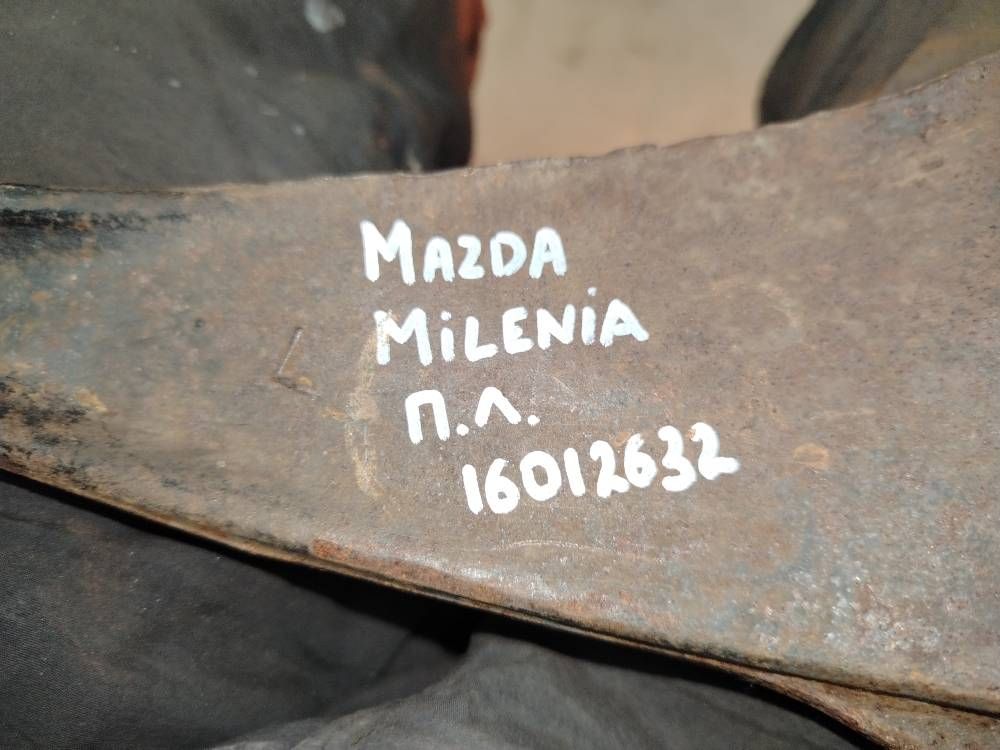 MAZDA
MiLENiA
П.Л.
16012632